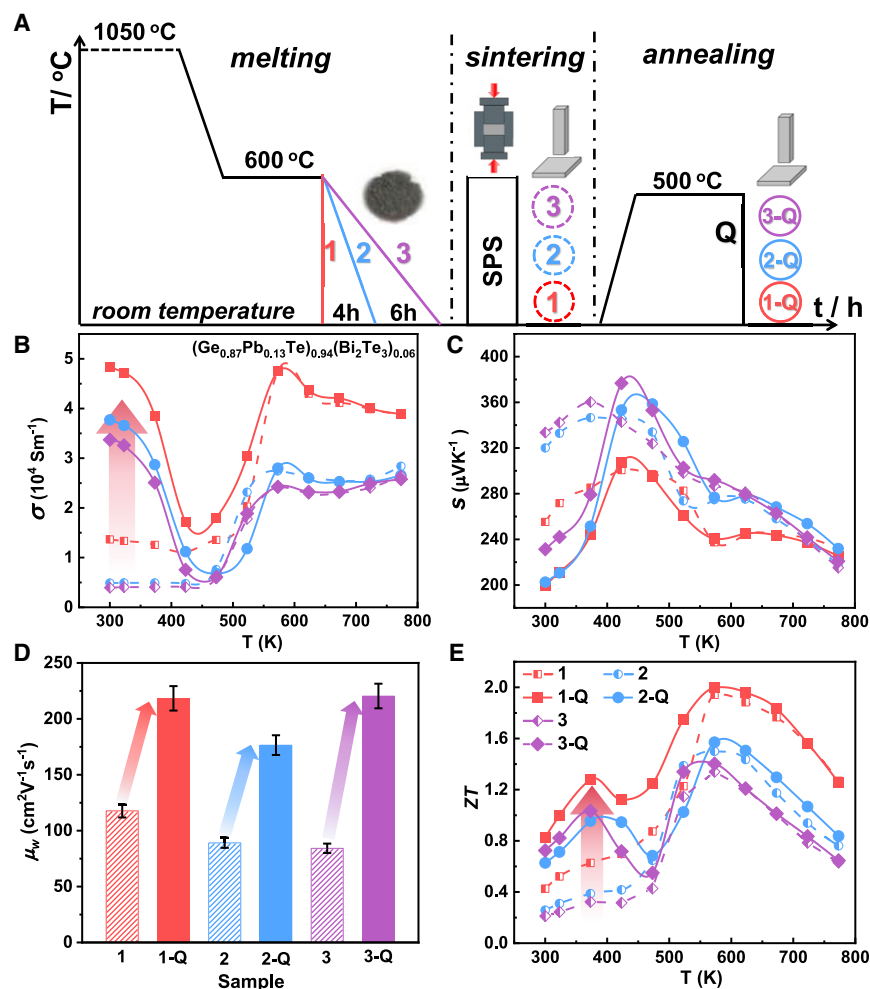 A
T/°C
1050 °C
melting
sintering
annealing
600 °C
500 °C
1
2
3
SPS
3
2
1
Q
3-Q
2-Q
1-Q
room temperature
4h
6h
t / h
B
(Ge0.87Pb0.13Te)0.94(Bi2Te3)0.06
σ (10⁴ Sm⁻¹)
5
4
3
2
1
0
300 400 500 600 700 800
T (K)
C
S (μVK⁻¹)
400
360
320
280
240
200
300 400 500 600 700 800
T (K)
D
μw (cm²V⁻¹s⁻¹)
250
225
200
175
150
125
100
75
50
25
0
1 1-Q 2 2-Q 3 3-Q
Sample
E
1 2
1-Q 2-Q
3
3-Q
ZT
2.0
1.6
1.2
0.8
0.4
0.0
300 400 500 600 700 800
T (K)